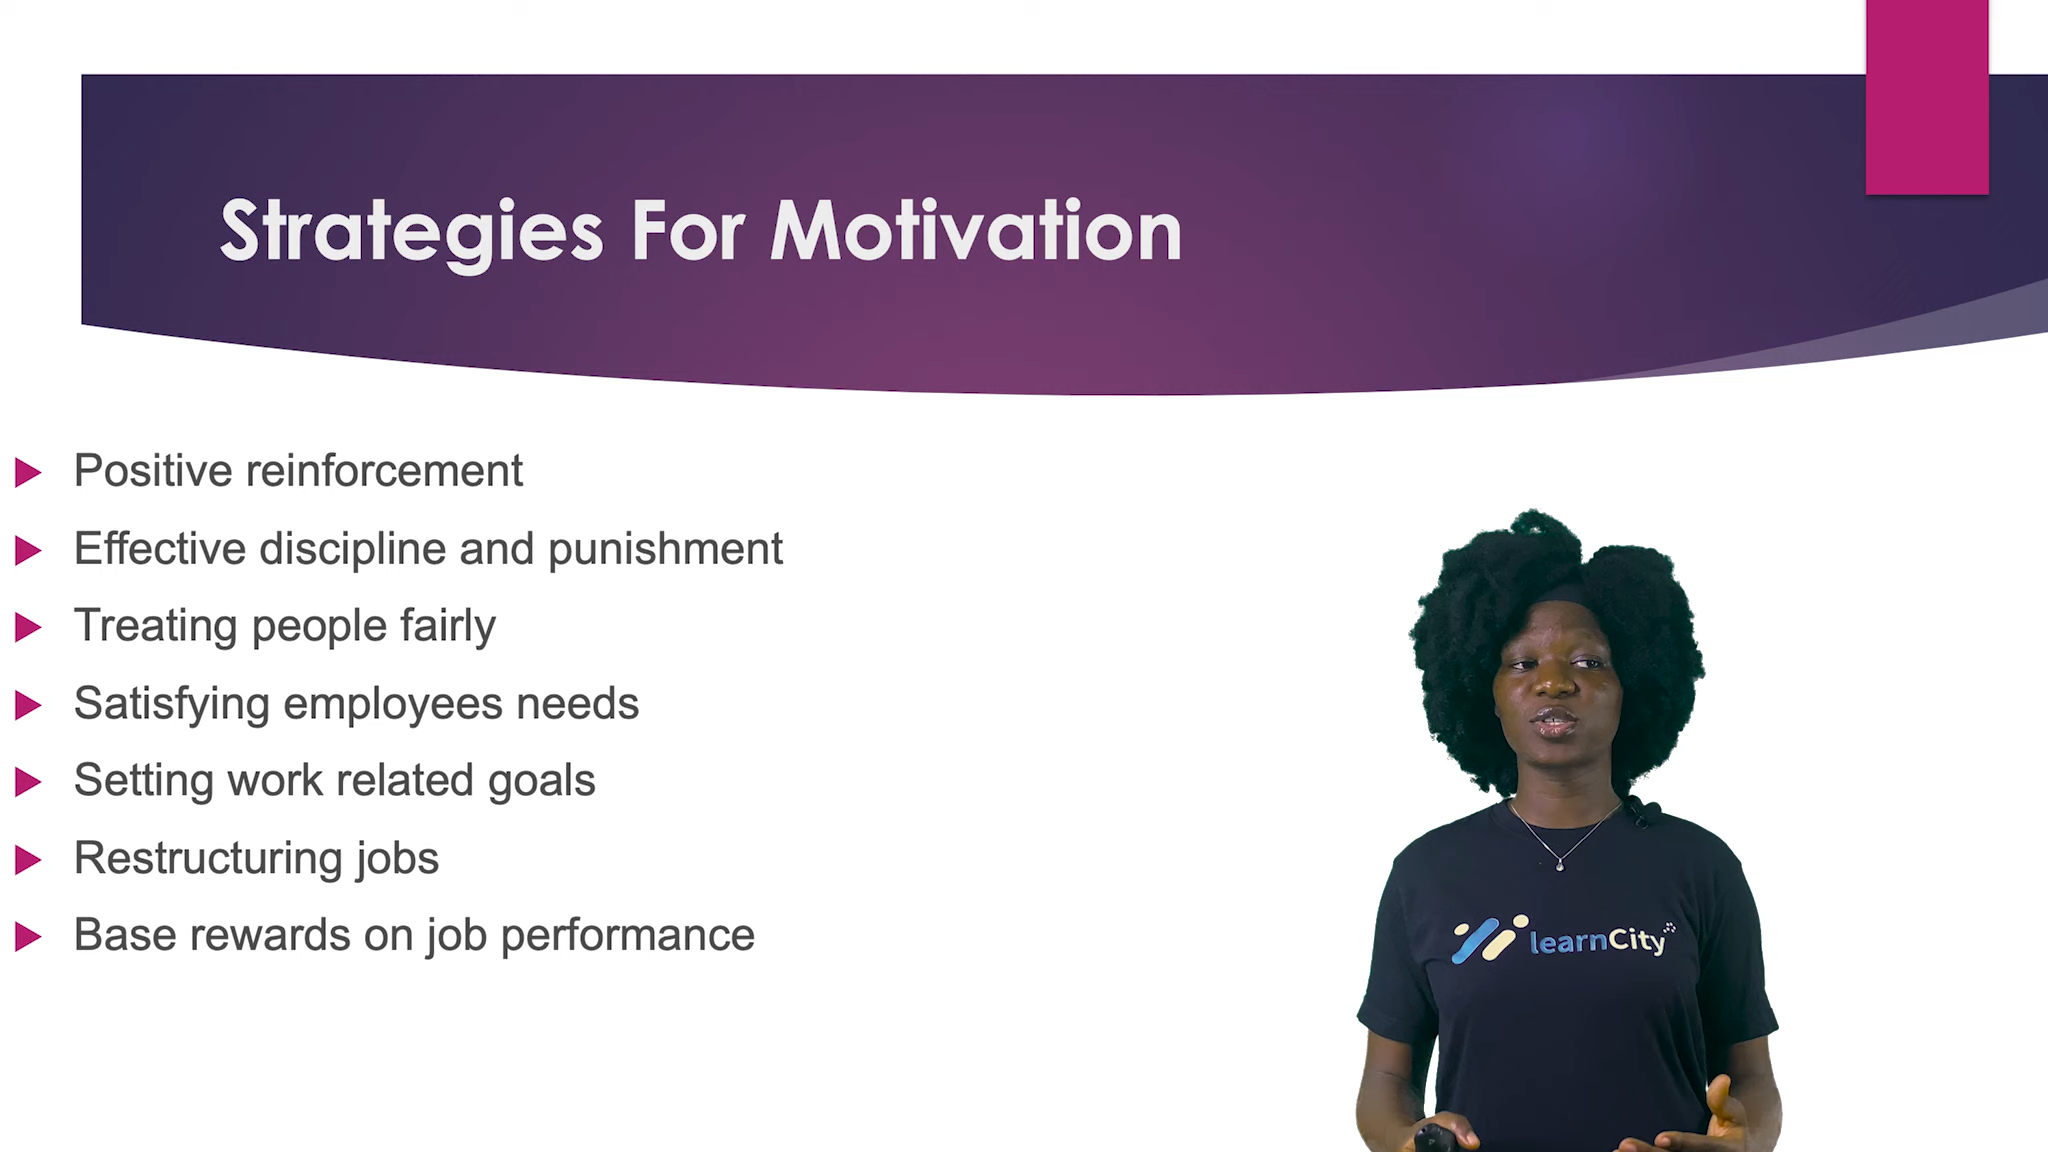 Strategies For Motivation
Positive reinforcement
Effective discipline and punishment
Treating people fairly
Satisfying employees needs
Setting work related goals
Restructuring jobs
Base rewards on job performance
learnCity